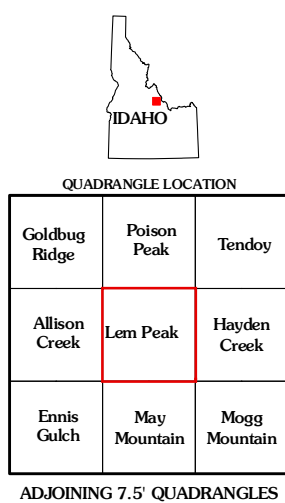 IDAHO
QUADRANGLE LOCATION
Goldbug
Ridge
Poison
Peak
Tendoy
Allison
Creek
Lem Peak
Hayden
Creek
Ennis
Gulch
May
Mountain
Mogg
Mountain
ADJOINING 7.5' QUADRANGLES